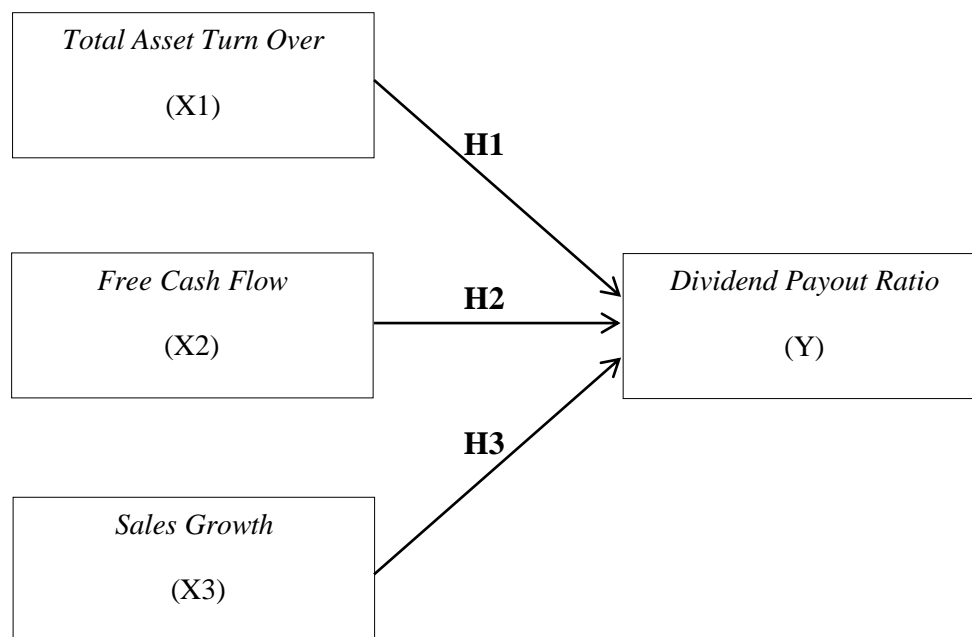 Total Asset Turn Over
(X1)
H1
Free Cash Flow
(X2)
H2
Dividend Payout Ratio
(Y)
H3
Sales Growth
(X3)